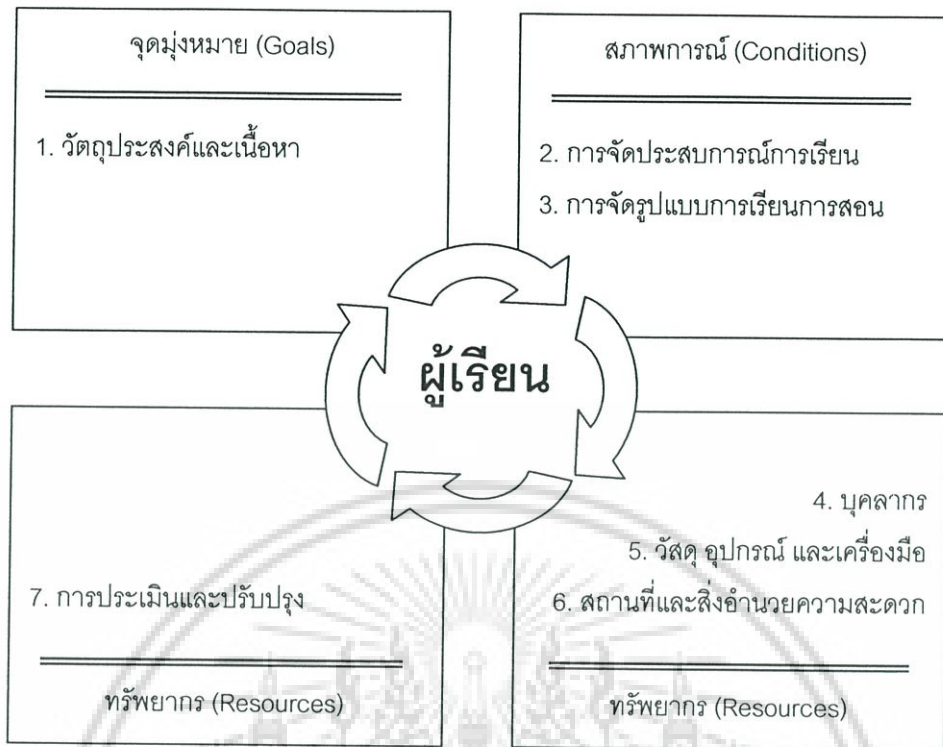 จุดมุ่งหมาย (Goals)
1. วัตถุประสงค์และเนื้อหา
สภาพการณ์ (Conditions)
2. การจัดประสบการณ์การเรียน
3. การจัดรูปแบบการเรียนการสอน
ผู้เรียน
7. การประเมินและปรับปรุง
ทรัพยากร (Resources)
4. บุคลากร
5. วัสดุ อุปกรณ์ และเครื่องมือ
6. สถานที่และสิ่งอำนวยความสะดวก
ทรัพยากร (Resources)